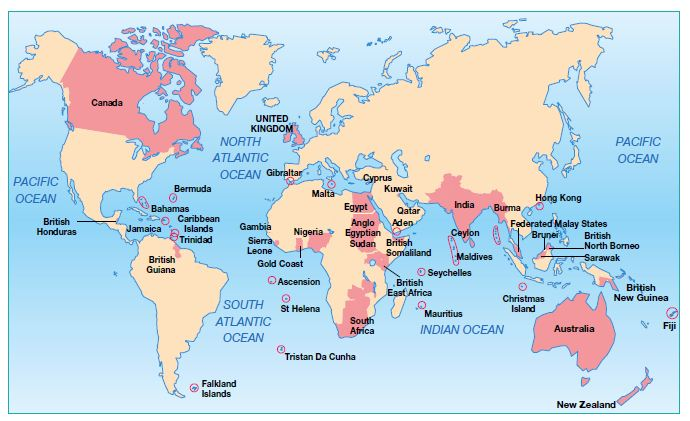 Canada
UNITED
KINGDOM
NORTH
ATLANTIC
OCEAN
PACIFIC
OCEAN
PACIFIC
OCEAN
Gibraltar
Malta
Cyprus
Kuwait
Bermuda
Bahamas
Egypt
Qatar
Aden
India
Burma
Hong Kong
British
Honduras
Jamaica
Caribbean
Islands
Trinidad
Gambia
Sierra
Leone
Nigeria
Anglo
Egyptian
Sudan
British
Somaliland
Ceylon
Maldives
Federated Malay States
Brunei
British
North Borneo
Sarawak
British
Guiana
Gold Coast
Ascension
St Helena
British
East Africa
Seychelles
Mauritius
Christmas
Island
British
New Guinea
SOUTH
ATLANTIC
OCEAN
South
Africa
INDIAN OCEAN
Australia
Fiji
Tristan Da Cunha
Falkland
Islands
New Zealand